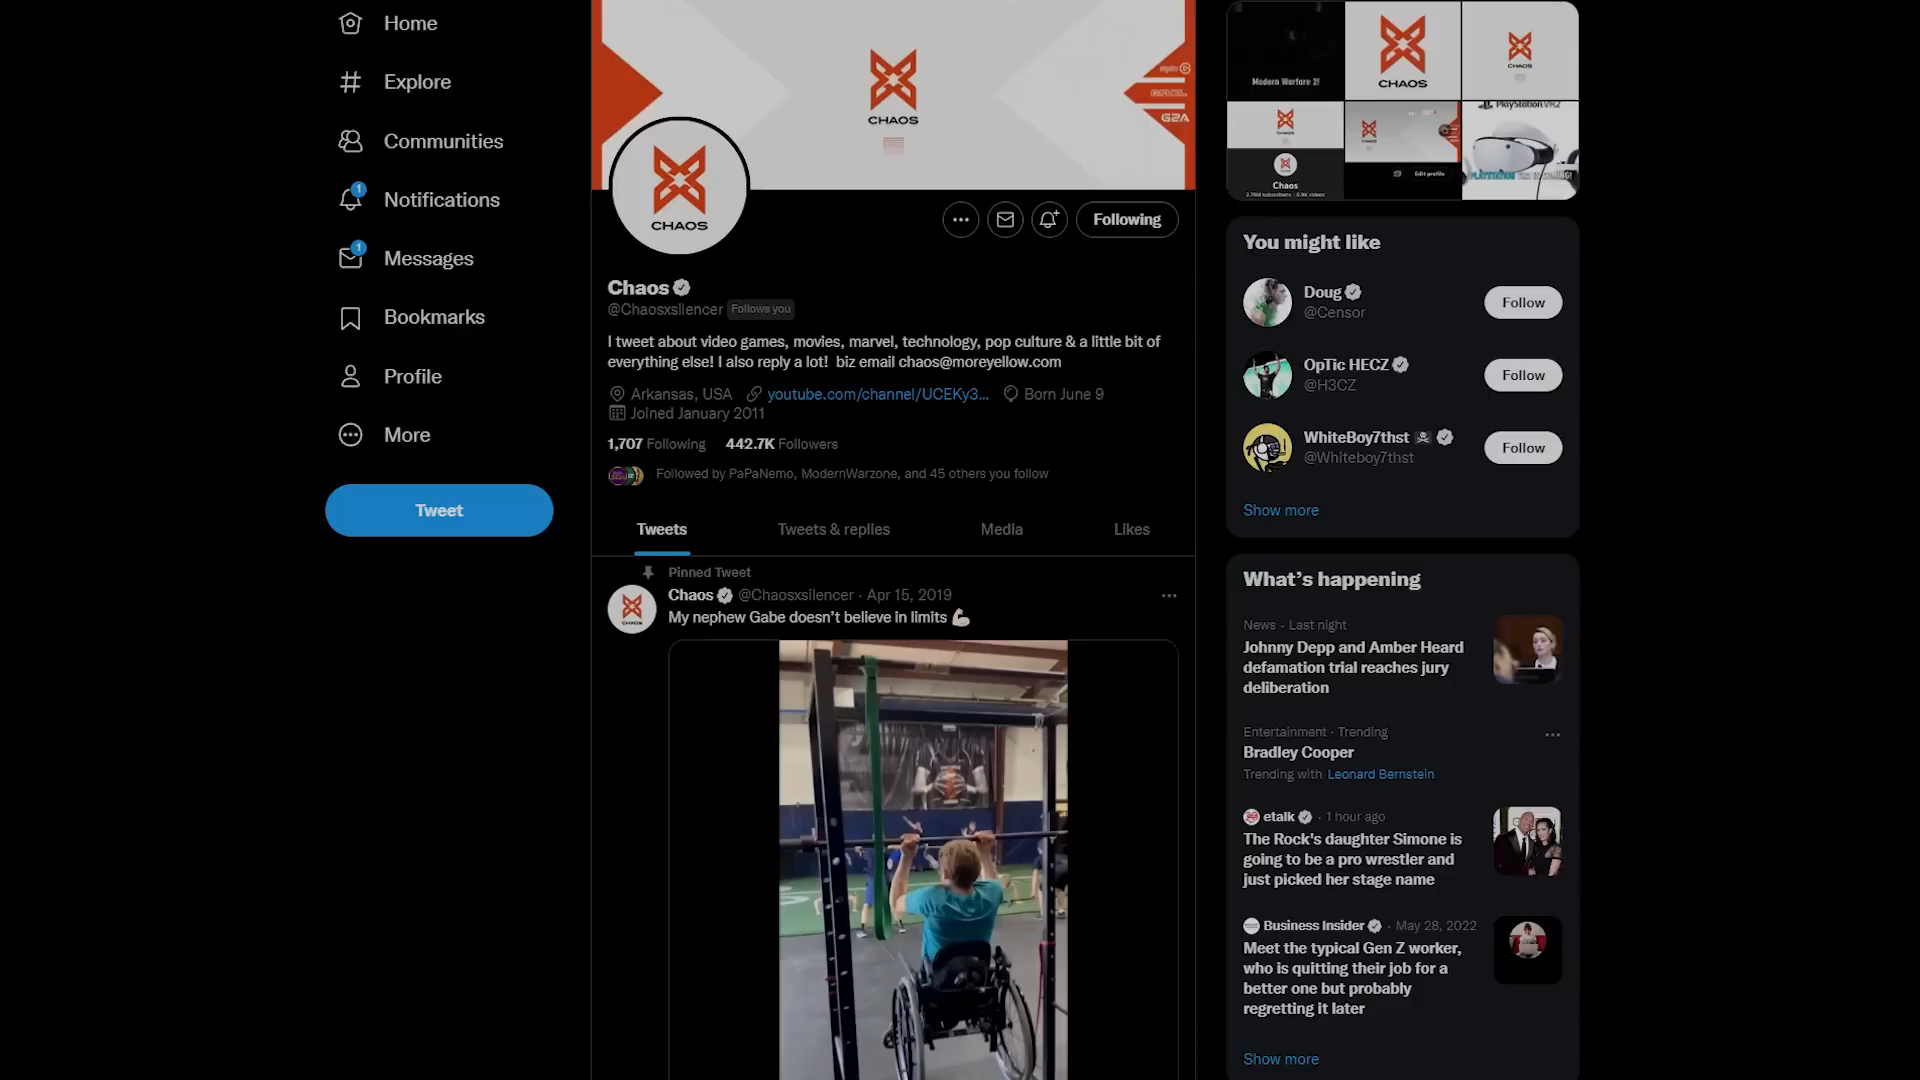 Home
Explore
Communities
1
Notifications
1
Messages
Bookmarks
Profile
More
Tweet
CHAOS
elgato
G2A
CHAOS
Following
Chaos
@Chaosxsilencer Follows you
I tweet about video games, movies, marvel, technology, pop culture & a little bit of
everything else! I also reply a lot! biz email chaos@moreyellow.com
Arkansas, USA youtube.com/channel/UCEKy3... Born June 9
Joined January 2011
1,707 Following 442.7K Followers
Followed by PaPaNemo, ModernWarzone, and 45 others you follow
Tweets Tweets & replies Media Likes
Pinned Tweet
Chaos @Chaosxsilencer · Apr 15, 2019
My nephew Gabe doesn't believe in limits
CHAOS
Modern Warfare 2!
CHAOS
CHAOS
Chaos
Edit profile
PlayStation VR2
You might like
Doug
@Censor
Follow
OpTic HECZ
@H3CZ
Follow
WhiteBoy7thst
@Whiteboy7thst
Follow
Show more
What's happening
News · Last night
Johnny Depp and Amber Heard
defamation trial reaches jury
deliberation
Entertainment · Trending
Bradley Cooper
Trending with Leonard Bernstein
etalk · 1 hour ago
The Rock's daughter Simone is
going to be a pro wrestler and
just picked her stage name
Business Insider · May 28, 2022
Meet the typical Gen Z worker,
who is quitting their job for a
better one but probably
regretting it later
Show more